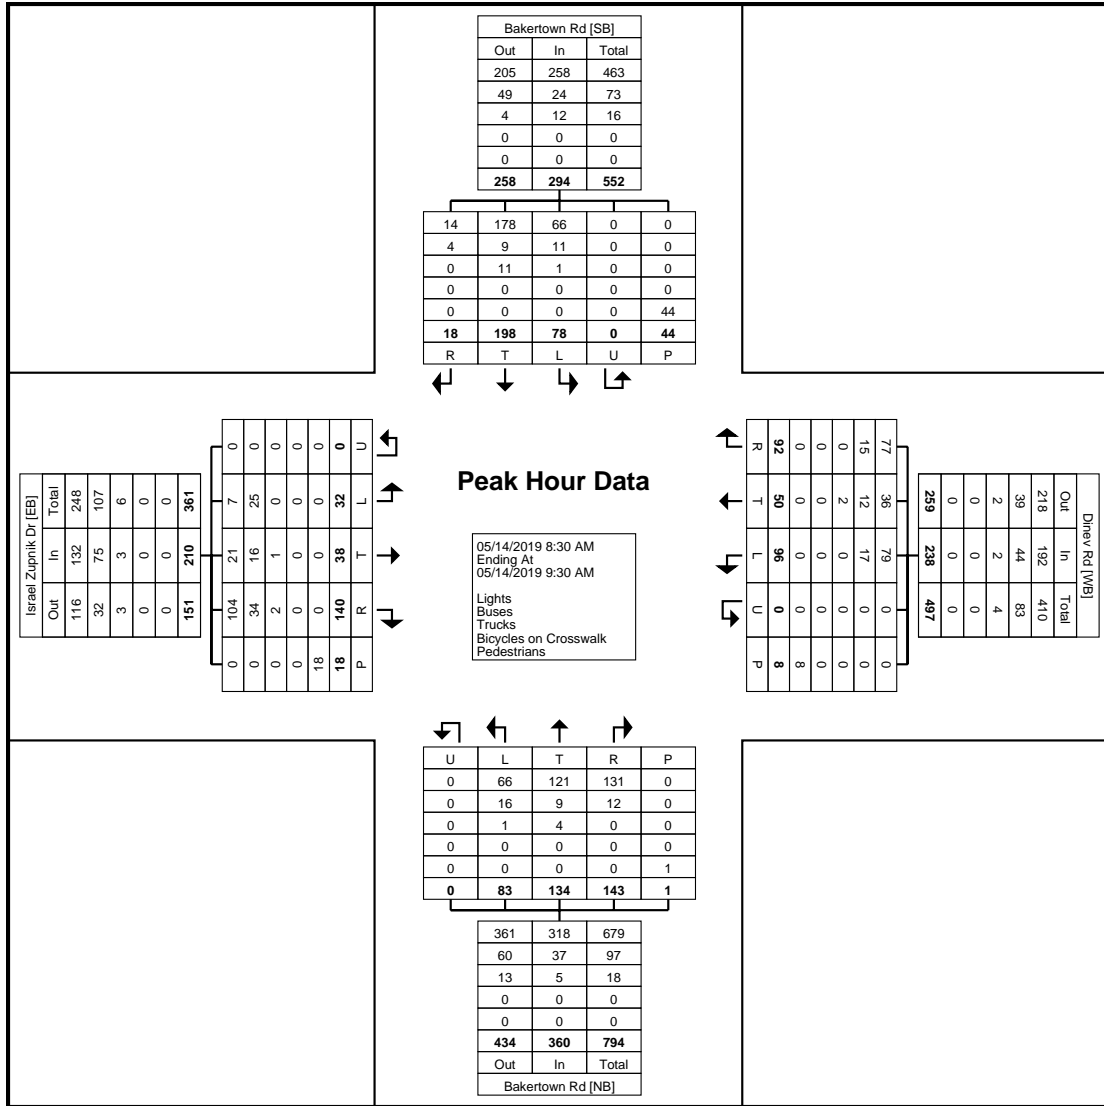 Bakertown Rd [SB]
Out In Total
205 258 463
49 24 73
4 12 16
0 0 0
0 0 0
258 294 552
14 178 66 0 0
4 9 11 0 0
0 11 1 0 0
0 0 0 0 0
0 0 0 0 44
18 198 78 0 44
R T L U P
Israel Zupnik Dr [EB]
Total In Out
248 132 116
107 75 32
6 3 3
0 0 0
0 0 0
361 210 151
0 7 21 104 0
0 25 16 34 0
0 0 1 2 0
0 0 0 0 0
0 0 0 0 18
0 32 38 140 18
U L T R P
Peak Hour Data
05/14/2019 8:30 AM
Ending At
05/14/2019 9:30 AM
Lights
Buses
Trucks
Bicycles on Crosswalk
Pedestrians
Dinev Rd [WB]
Out In Total
218 192 410
39 44 83
2 2 4
0 0 0
0 0 0
259 238 497
77 36 79 0 0
15 12 17 0 0
0 2 0 0 0
0 0 0 0 0
0 0 0 0 8
92 50 96 0 8
R T L U P
U L T R P
0 66 121 131 0
0 16 9 12 0
0 1 4 0 0
0 0 0 0 0
0 0 0 0 1
0 83 134 143 1
361 318 679
60 37 97
13 5 18
0 0 0
0 0 0
434 360 794
Out In Total
Bakertown Rd [NB]